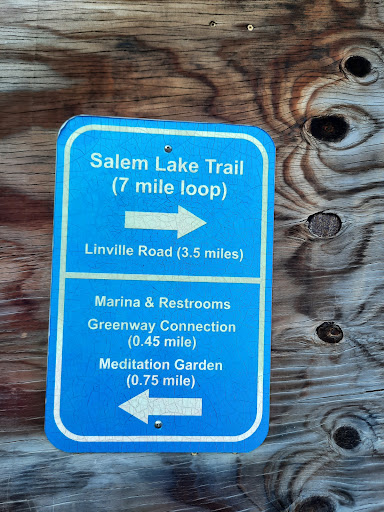 Salem Lake Trail
(7 mile loop)
Linville Road (3.5 miles)
Marina & Restrooms
Greenway Connection
(0.45 mile)
Meditation Garden
(0.75 mile)